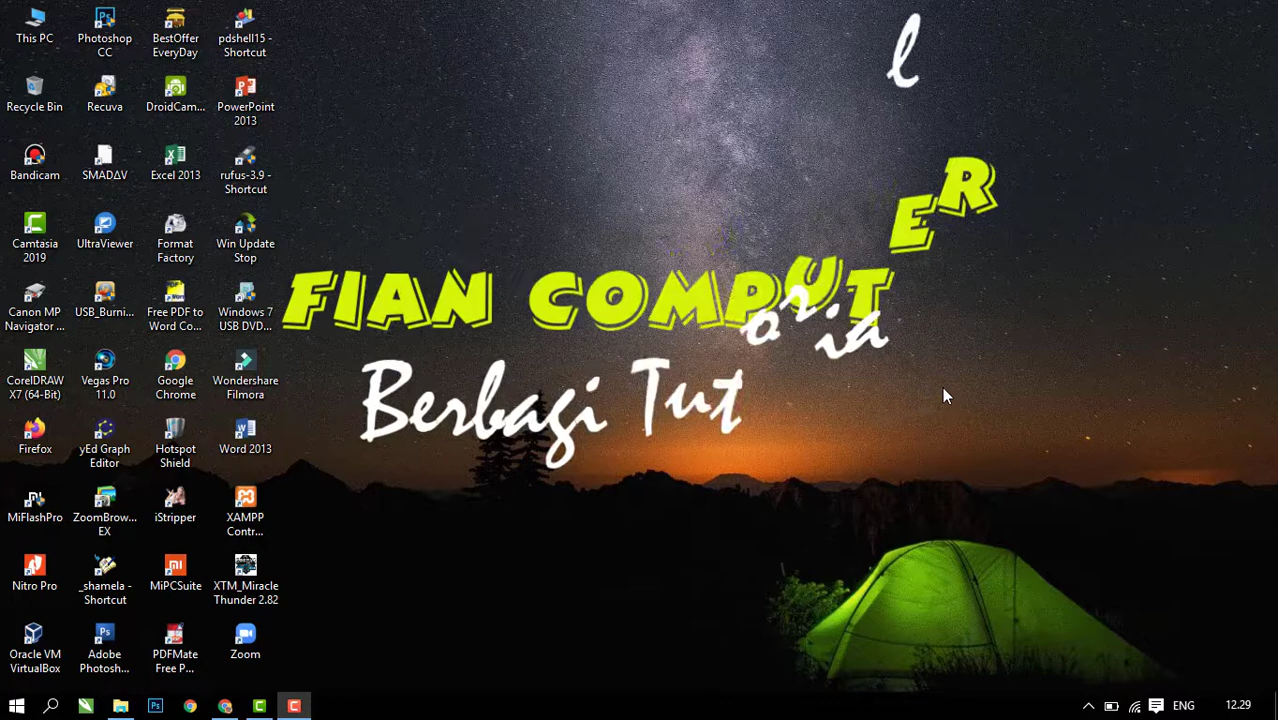 This PC
Photoshop
CC
BestOffer
EveryDay
pdshell15 -
Shortcut
Recycle Bin
Recuva
DroidCam...
PowerPoint
2013
Bandicam
SMADΔV
Excel 2013
rufus-3.9 -
Shortcut
Camtasia
2019
UltraViewer
Format
Factory
Win Update
Stop
Canon MP
Navigator ...
USB_Burni...
Free PDF to
Word Co...
Windows 7
USB DVD...
CorelDRAW
X7 (64-Bit)
Vegas Pro
11.0
Google
Chrome
Wondershare
Filmora
Firefox
yEd Graph
Editor
Hotspot
Shield
Word 2013
MiFlashPro
ZoomBrow...
EX
iStripper
XAMPP
Contr...
Nitro Pro
_shamela -
Shortcut
MiPCSuite
XTM_Miracle
Thunder 2.82
Oracle VM
VirtualBox
Adobe
Photosh...
PDFMate
Free P...
Zoom
FIAN COMPUTER
Berbagi Tutorial
ENG
12.29